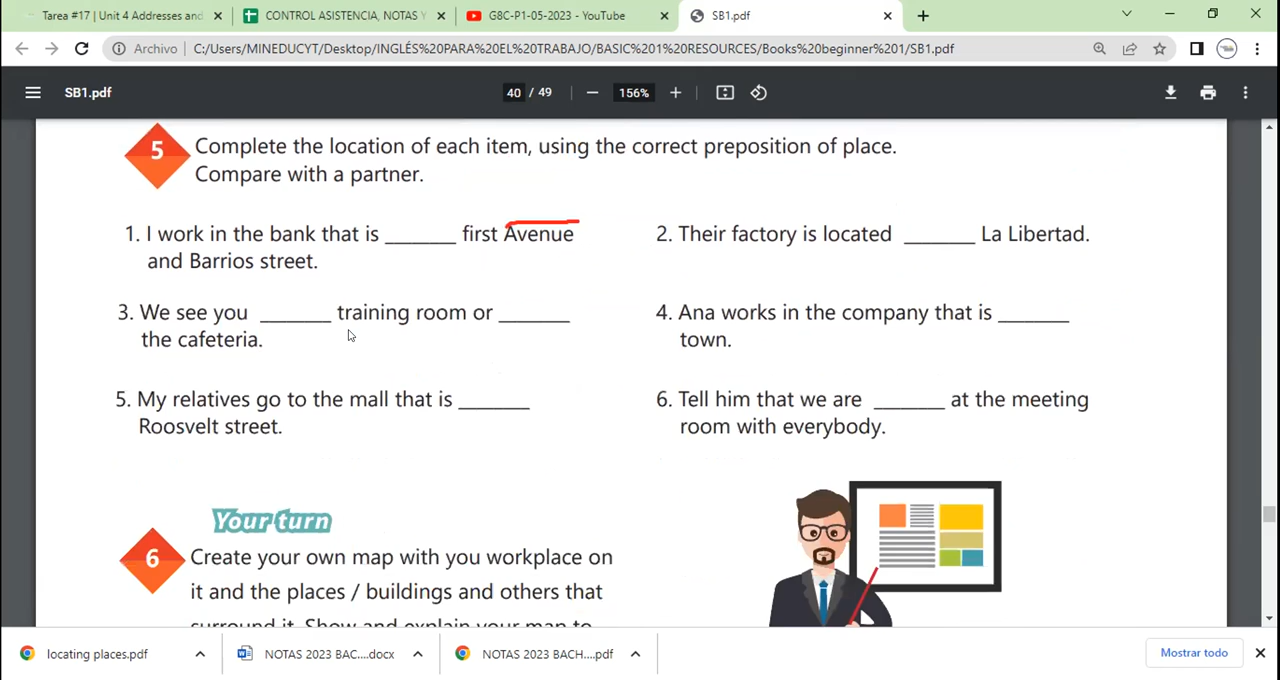 Tarea #17 | Unit 4 Addresses and
CONTROL ASISTENCIA, NOTAS Y
G8C-P1-05-2023 - YouTube
SB1.pdf
Archivo
C:/Users/MINEDUCYT/Desktop/INGLÉS%20PARA%20EL%20TRABAJO/BASIC%201%20RESOURCES/Books%20beginner%201/SB1.pdf
SB1.pdf
40 / 49
156%
5 Complete the location of each item, using the correct preposition of place.
Compare with a partner.
1. I work in the bank that is _______ first Avenue
and Barrios street.
2. Their factory is located _______ La Libertad.
3. We see you _______ training room or _______
the cafeteria.
4. Ana works in the company that is _______
town.
5. My relatives go to the mall that is _______
Roosvelt street.
6. Tell him that we are _______ at the meeting
room with everybody.
Your turn
6 Create your own map with you workplace on
it and the places / buildings and others that
surround it. Show and explain your map to
locating places.pdf
NOTAS 2023 BAC....docx
NOTAS 2023 BACH....pdf
Mostrar todo